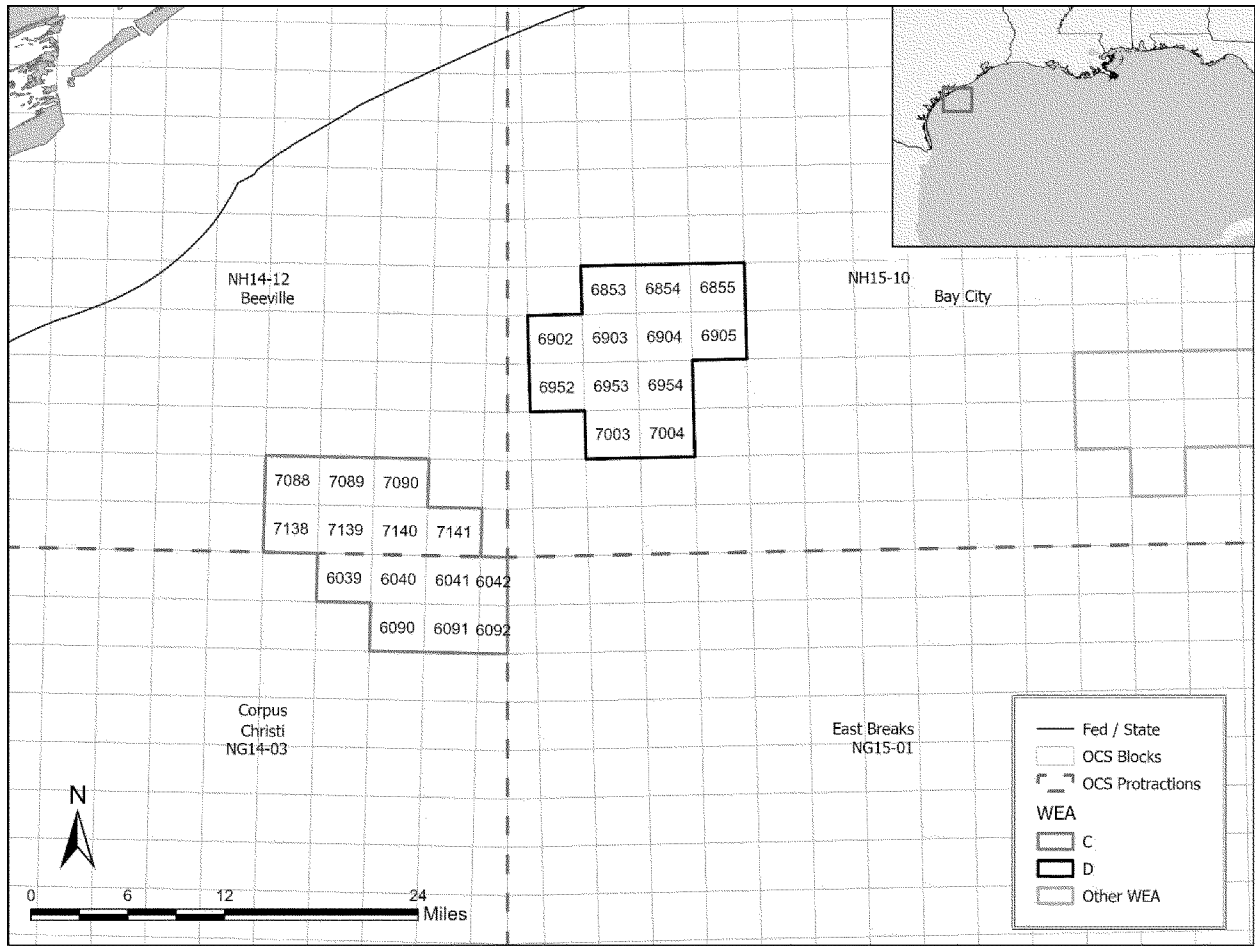 NH14-12
Beeville
NH15-10
Bay City
6853 6854 6855
6902 6903 6904 6905
6952 6953 6954
7003 7004
7088 7089 7090
7138 7139 7140 7141
6039 6040 6041 6042
6090 6091 6092
Corpus
Christi
NG14-03
East Breaks
NG15-01
N
0 6 12 24
Miles
Fed / State
OCS Blocks
OCS Protractions
WEA
C
D
Other WEA